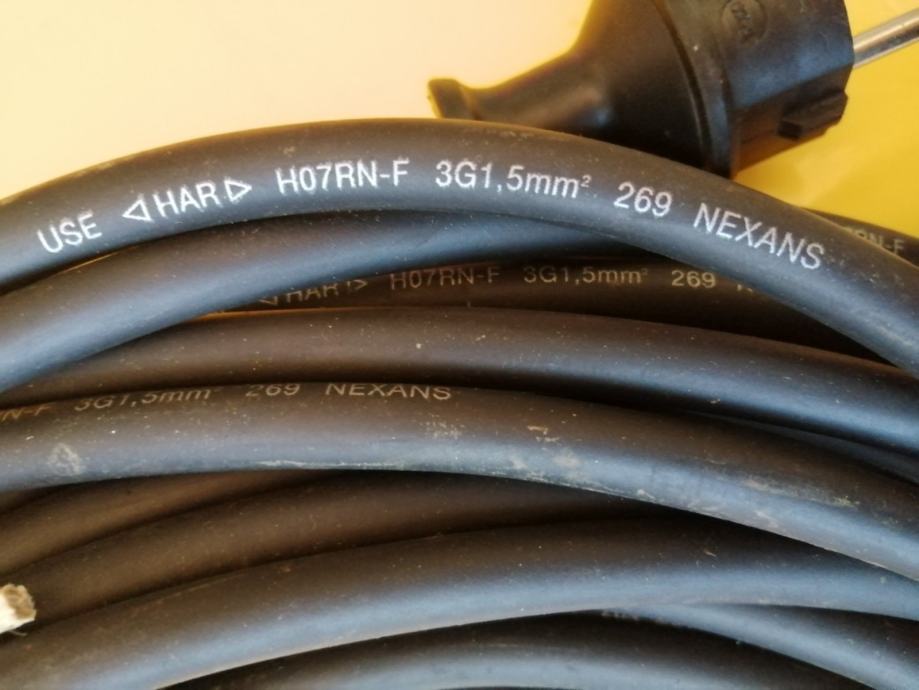 USE ◁HAR▷ H07RN-F 3G1,5mm² 269 NEXANS
RN-F
◁HAR▷ H07RN-F 3G1,5mm² 269
N-F 3G1,5mm² 269 NEXANS